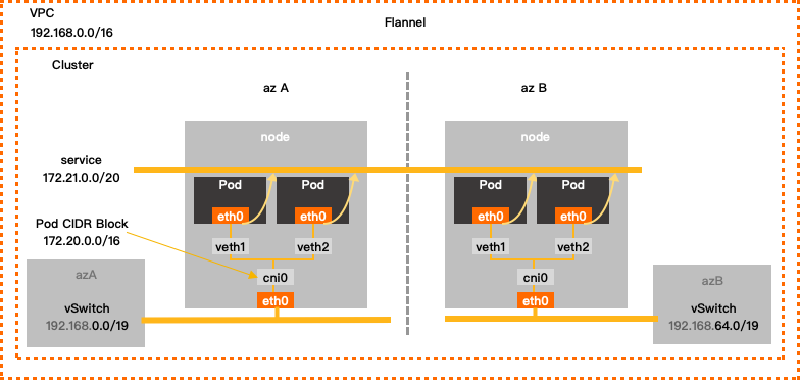 VPC
192.168.0.0/16
Flannel
Cluster
az A
az B
node
node
service
172.21.0.0/20
Pod
Pod
Pod
Pod
eth0
eth0
eth0
eth0
Pod CIDR Block
172.20.0.0/16
veth1
veth2
veth1
veth2
cni0
cni0
eth0
eth0
azA
vSwitch
192.168.0.0/19
azB
vSwitch
192.168.64.0/19